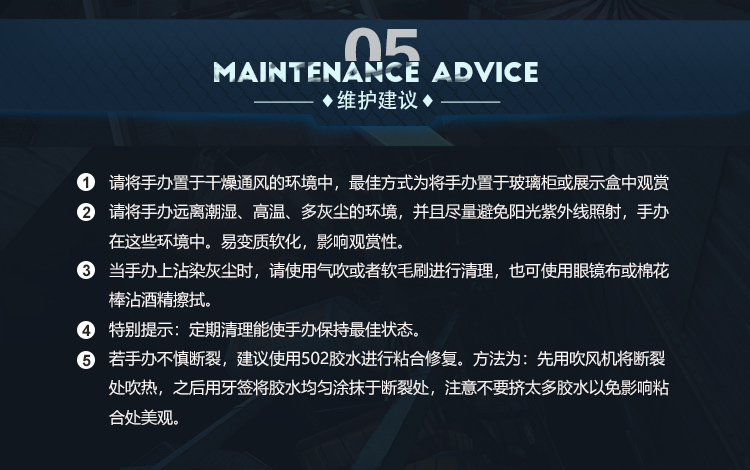 05
MAINTENANCE ADVICE
维护建议
1 请将手办置于干燥通风的环境中，最佳方式为将手办置于玻璃柜或展示盒中观赏
2 请将手办远离潮湿、高温、多灰尘的环境，并且尽量避免阳光紫外线照射，手办
在这些环境中。易变质软化，影响观赏性。
3 当手办上沾染灰尘时，请使用气吹或者软毛刷进行清理，也可使用眼镜布或棉花
棒沾酒精擦拭。
4 特别提示：定期清理能使手办保持最佳状态。
5 若手办不慎断裂，建议使用502胶水进行粘合修复。方法为：先用吹风机将断裂
处吹热，之后用牙签将胶水均匀涂抹于断裂处，注意不要挤太多胶水以免影响粘
合处美观。